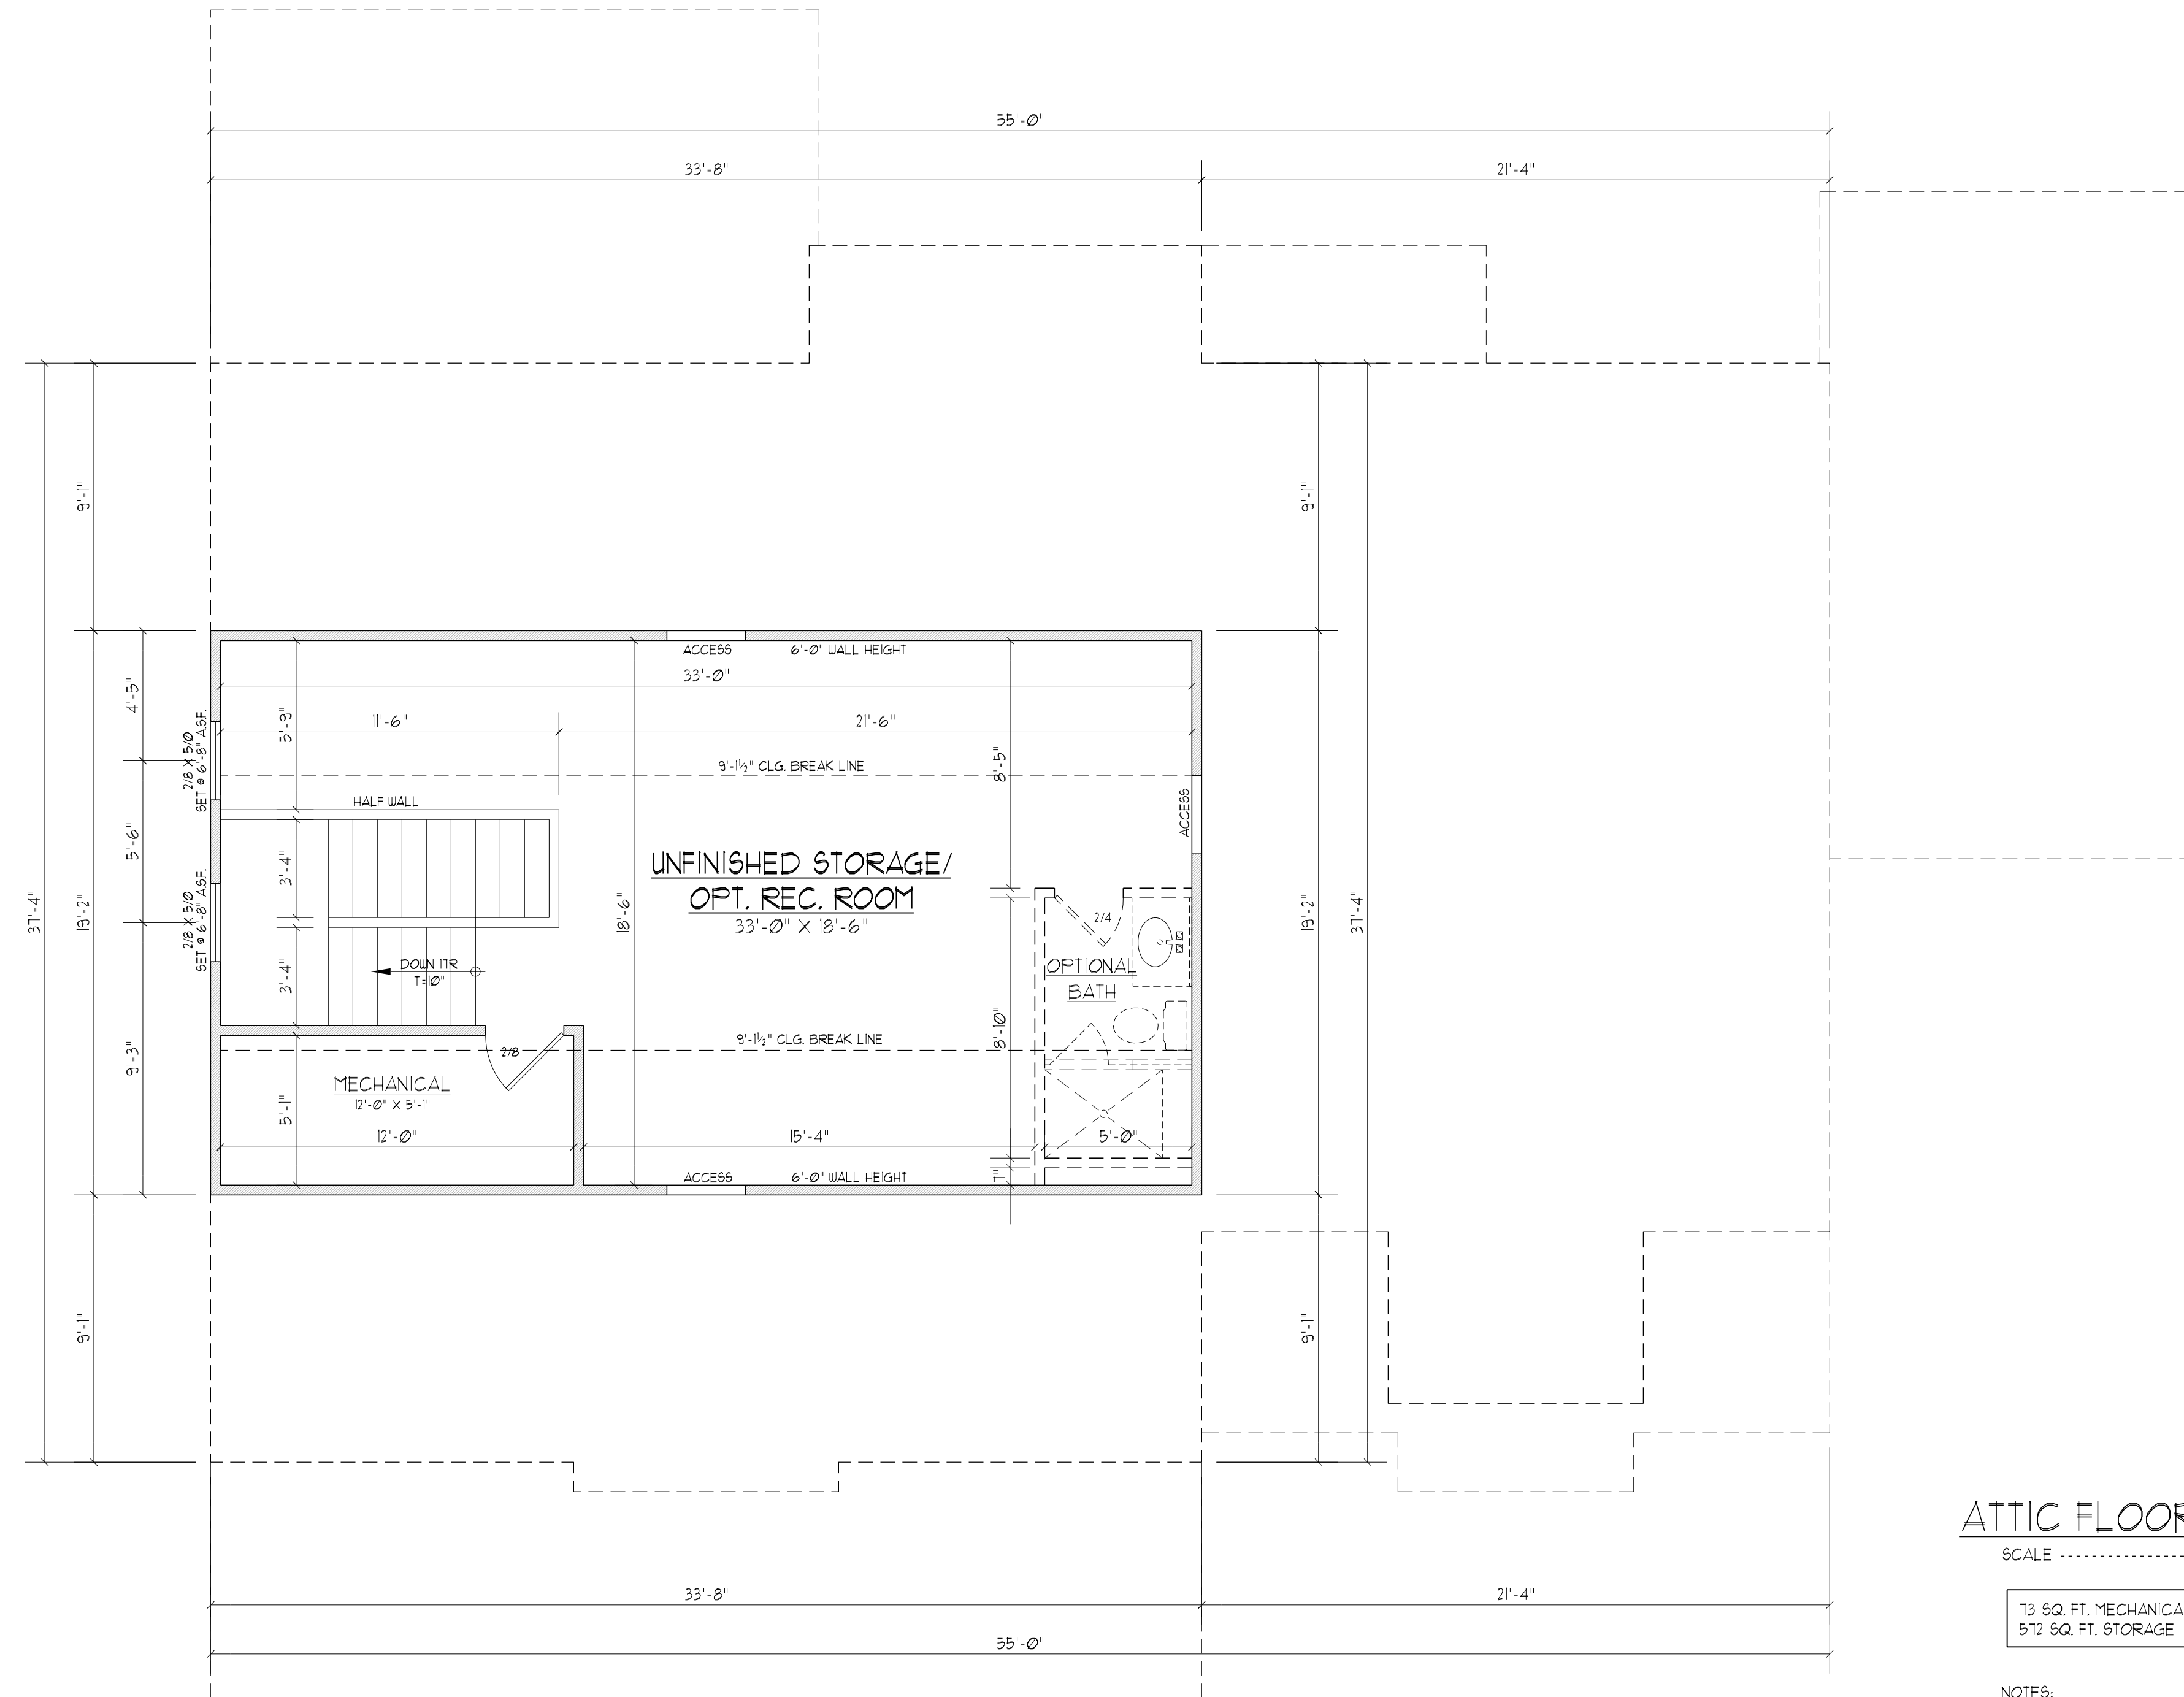 55'-0"
33'-8"
21'-4"
37'-4"
9'-1"
19'-2"
9'-1"
4'-5"
5'-6"
9'-3"
2/8 X 5/0
SET @ 6'-8" A.S.F.
2/8 X 5/0
SET @ 6'-8" A.S.F.
ACCESS
6'-0" WALL HEIGHT
33'-0"
11'-6"
21'-6"
5'-9"
8'-5"
9'-1½" CLG. BREAK LINE
HALF WALL
ACCESS
3'-4"
UNFINISHED STORAGE/
OPT. REC. ROOM
33'-0" X 18'-6"
18'-6"
2/4
3'-4"
DOWN 17R
T=10"
OPTIONAL
BATH
8'-10"
9'-1½" CLG. BREAK LINE
2/8
MECHANICAL
12'-0" X 5'-1"
5'-1"
12'-0"
15'-4"
5'-0"
7"
ACCESS
6'-0" WALL HEIGHT
9'-1"
19'-2"
37'-4"
9'-1"
33'-8"
21'-4"
55'-0"
ATTIC FLOOR
SCALE
73 SQ. FT. MECHANICA
572 SQ. FT. STORAGE
NOTES: